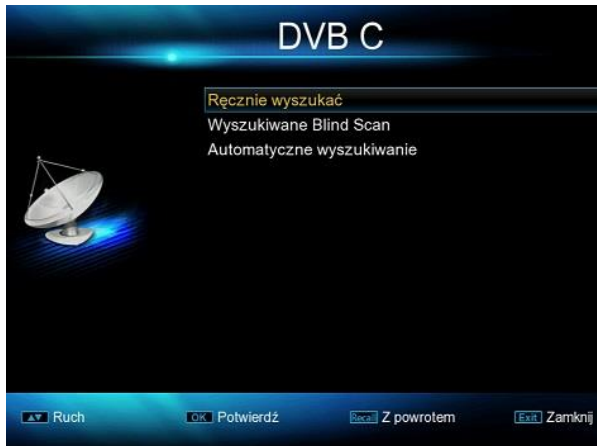 DVB C
Ręcznie wyszukać
Wyszukiwane Blind Scan
Automatyczne wyszukiwanie
▲▼ Ruch OK Potwierdź Recall Z powrotem Exit Zamknij